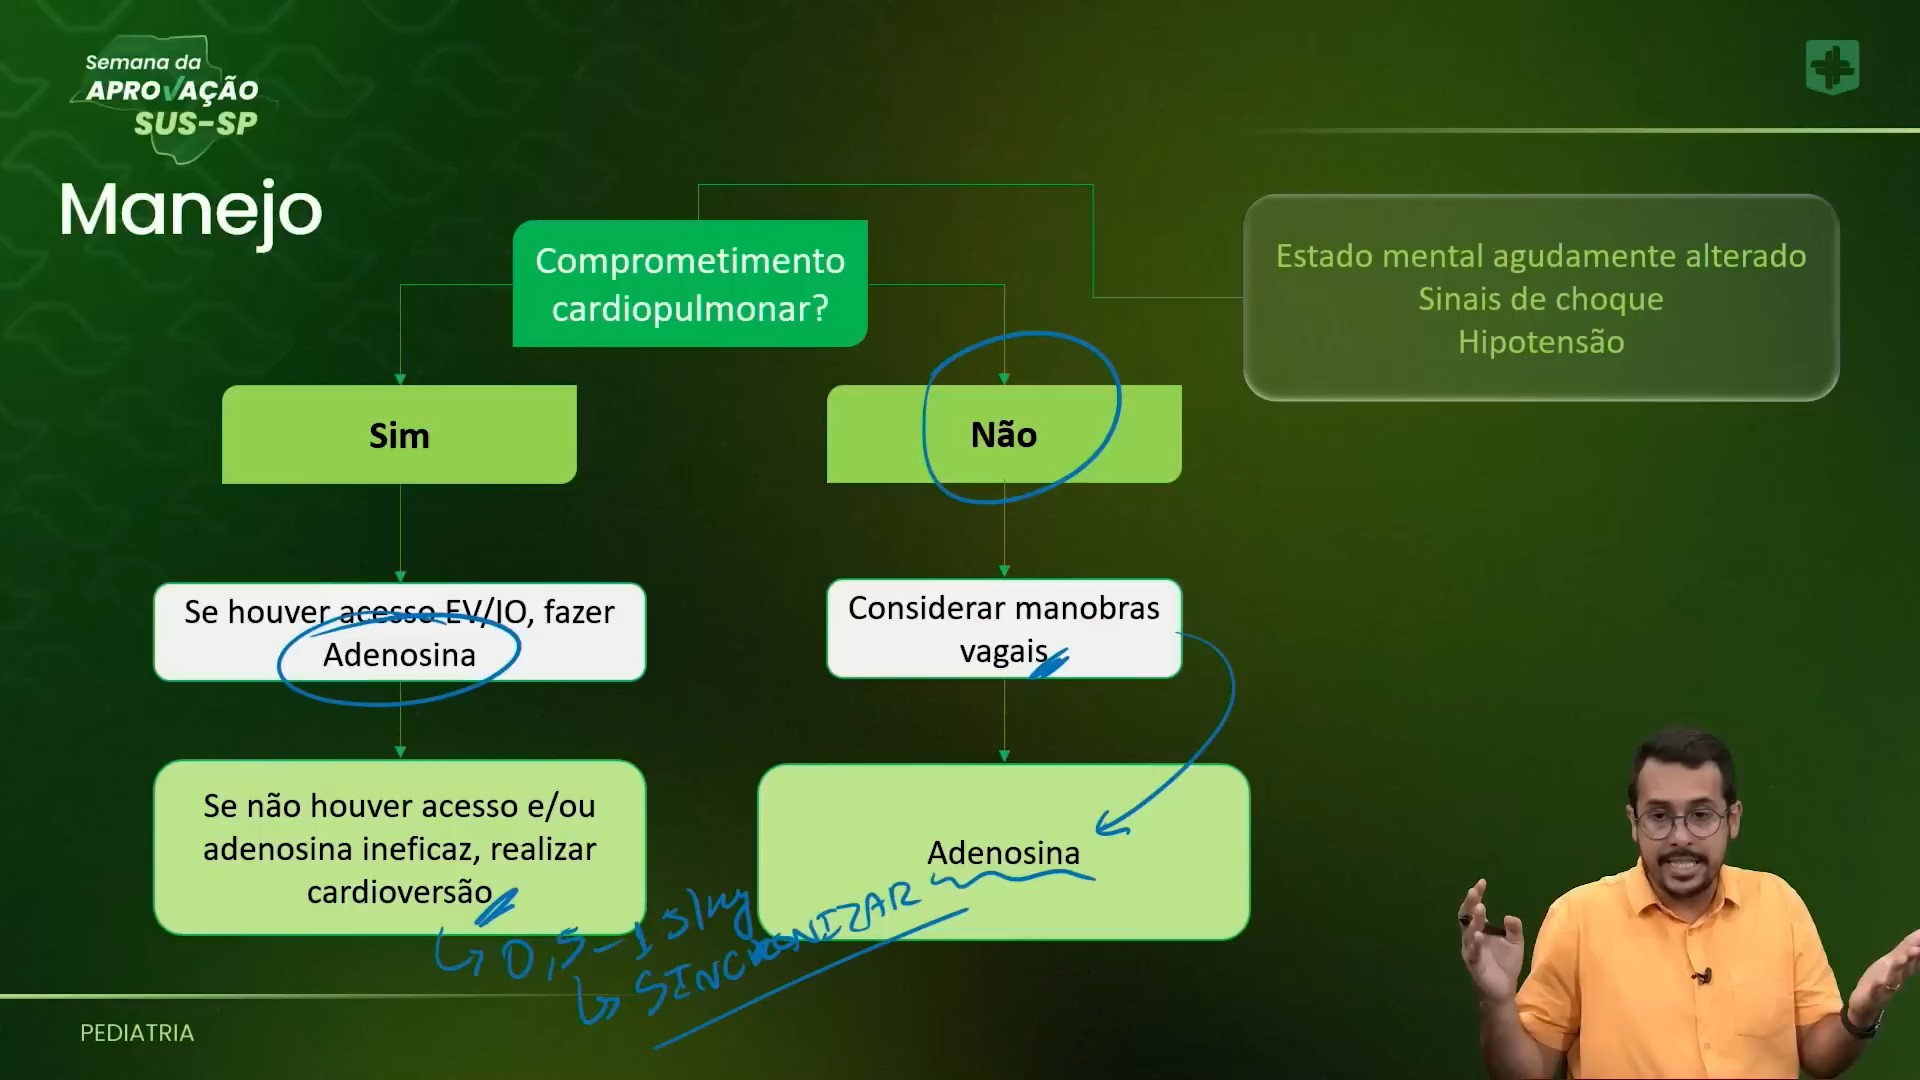 Semana da
APROVAÇÃO
SUS-SP
Manejo
Comprometimento
cardiopulmonar?
Estado mental agudamente alterado
Sinais de choque
Hipotensão
Sim
Não
Se houver acesso EV/IO, fazer
Adenosina
Considerar manobras
vagais
Se não houver acesso e/ou
adenosina ineficaz, realizar
cardioversão
Adenosina
0,5-1 J/kg
SINCRONIZAR
PEDIATRIA